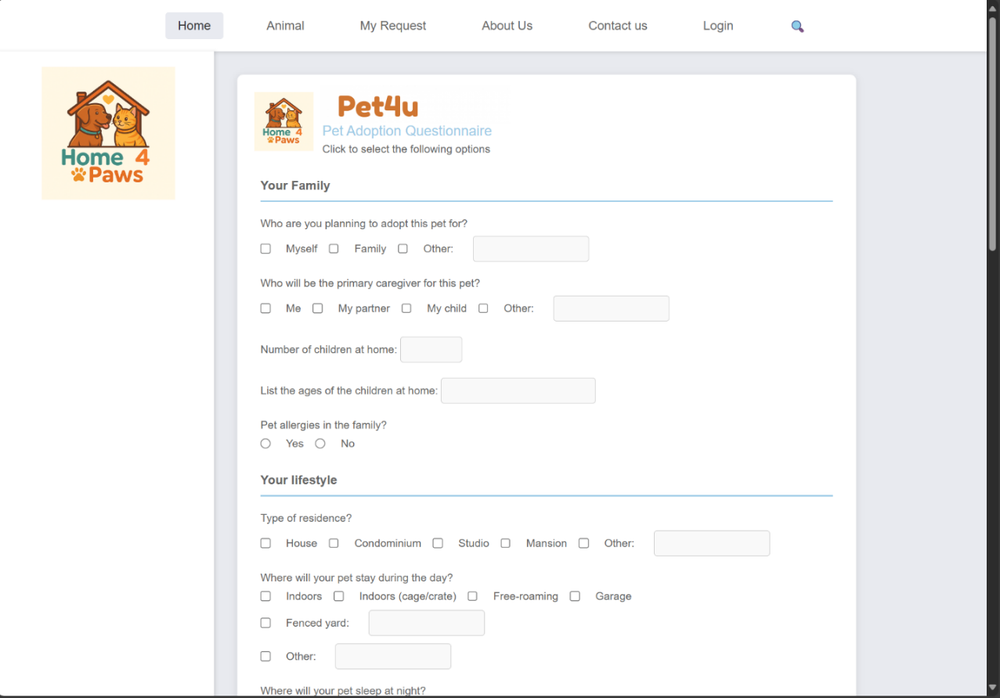 Home Animal My Request About Us Contact us Login
Home 4
Paws
Home 4
Paws
Pet4u
Pet Adoption Questionnaire
Click to select the following options
Your Family
Who are you planning to adopt this pet for?
Myself Family Other:
Who will be the primary caregiver for this pet?
Me My partner My child Other:
Number of children at home:
List the ages of the children at home:
Pet allergies in the family?
Yes No
Your lifestyle
Type of residence?
House Condominium Studio Mansion Other:
Where will your pet stay during the day?
Indoors Indoors (cage/crate) Free-roaming Garage
Fenced yard:
Other:
Where will your pet sleep at night?